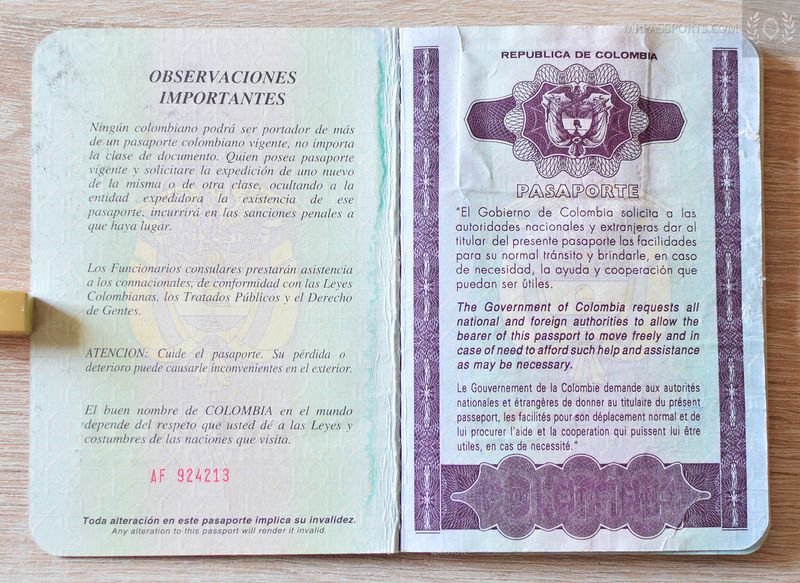 MRPASSPORTS.COM
OBSERVACIONES
IMPORTANTES
Ningún colombiano podrá ser portador de más
de un pasaporte colombiano vigente, no importa
la clase de documento. Quien posea pasaporte
vigente y solicitare la expedición de uno nuevo
de la misma o de otra clase, ocultando a la
entidad expedidora la existencia de ese
pasaporte, incurrirá en las sanciones penales a
que haya lugar.
Los Funcionarios consulares prestarán asistencia
a los connacionales, de conformidad con las Leyes
Colombianas, los Tratados Públicos y el Derecho
de Gentes.
ATENCION: Cuide el pasaporte. Su pérdida o
deterioro puede causarle inconvenientes en el exterior.
El buen nombre de COLOMBIA en el mundo
depende del respeto que usted dé a las Leyes y
costumbres de las naciones que visita.
AF 924213
Toda alteración en este pasaporte implica su invalidez.
Any alteration to this passport will render it invalid.
REPUBLICA DE COLOMBIA
PASAPORTE
"El Gobierno de Colombia solicita a las
autoridades nacionales y extranjeras dar al
titular del presente pasaporte las facilidades
para su normal tránsito y brindarle, en caso
de necesidad, la ayuda y cooperación que
puedan ser útiles.
The Government of Colombia requests all
national and foreign authorities to allow the
bearer of this passport to move freely and in
case of need to afford such help and assistance
as may be necessary.
Le Gouvernement de la Colombie demande aux autorités
nationales et étrangères de donner au titulaire du présent
passeport, les facilités pour son déplacement normal et de
lui procurer l'aide et la cooperation qui puissent lui être
utiles, en cas de necessité."
COLOMBIA